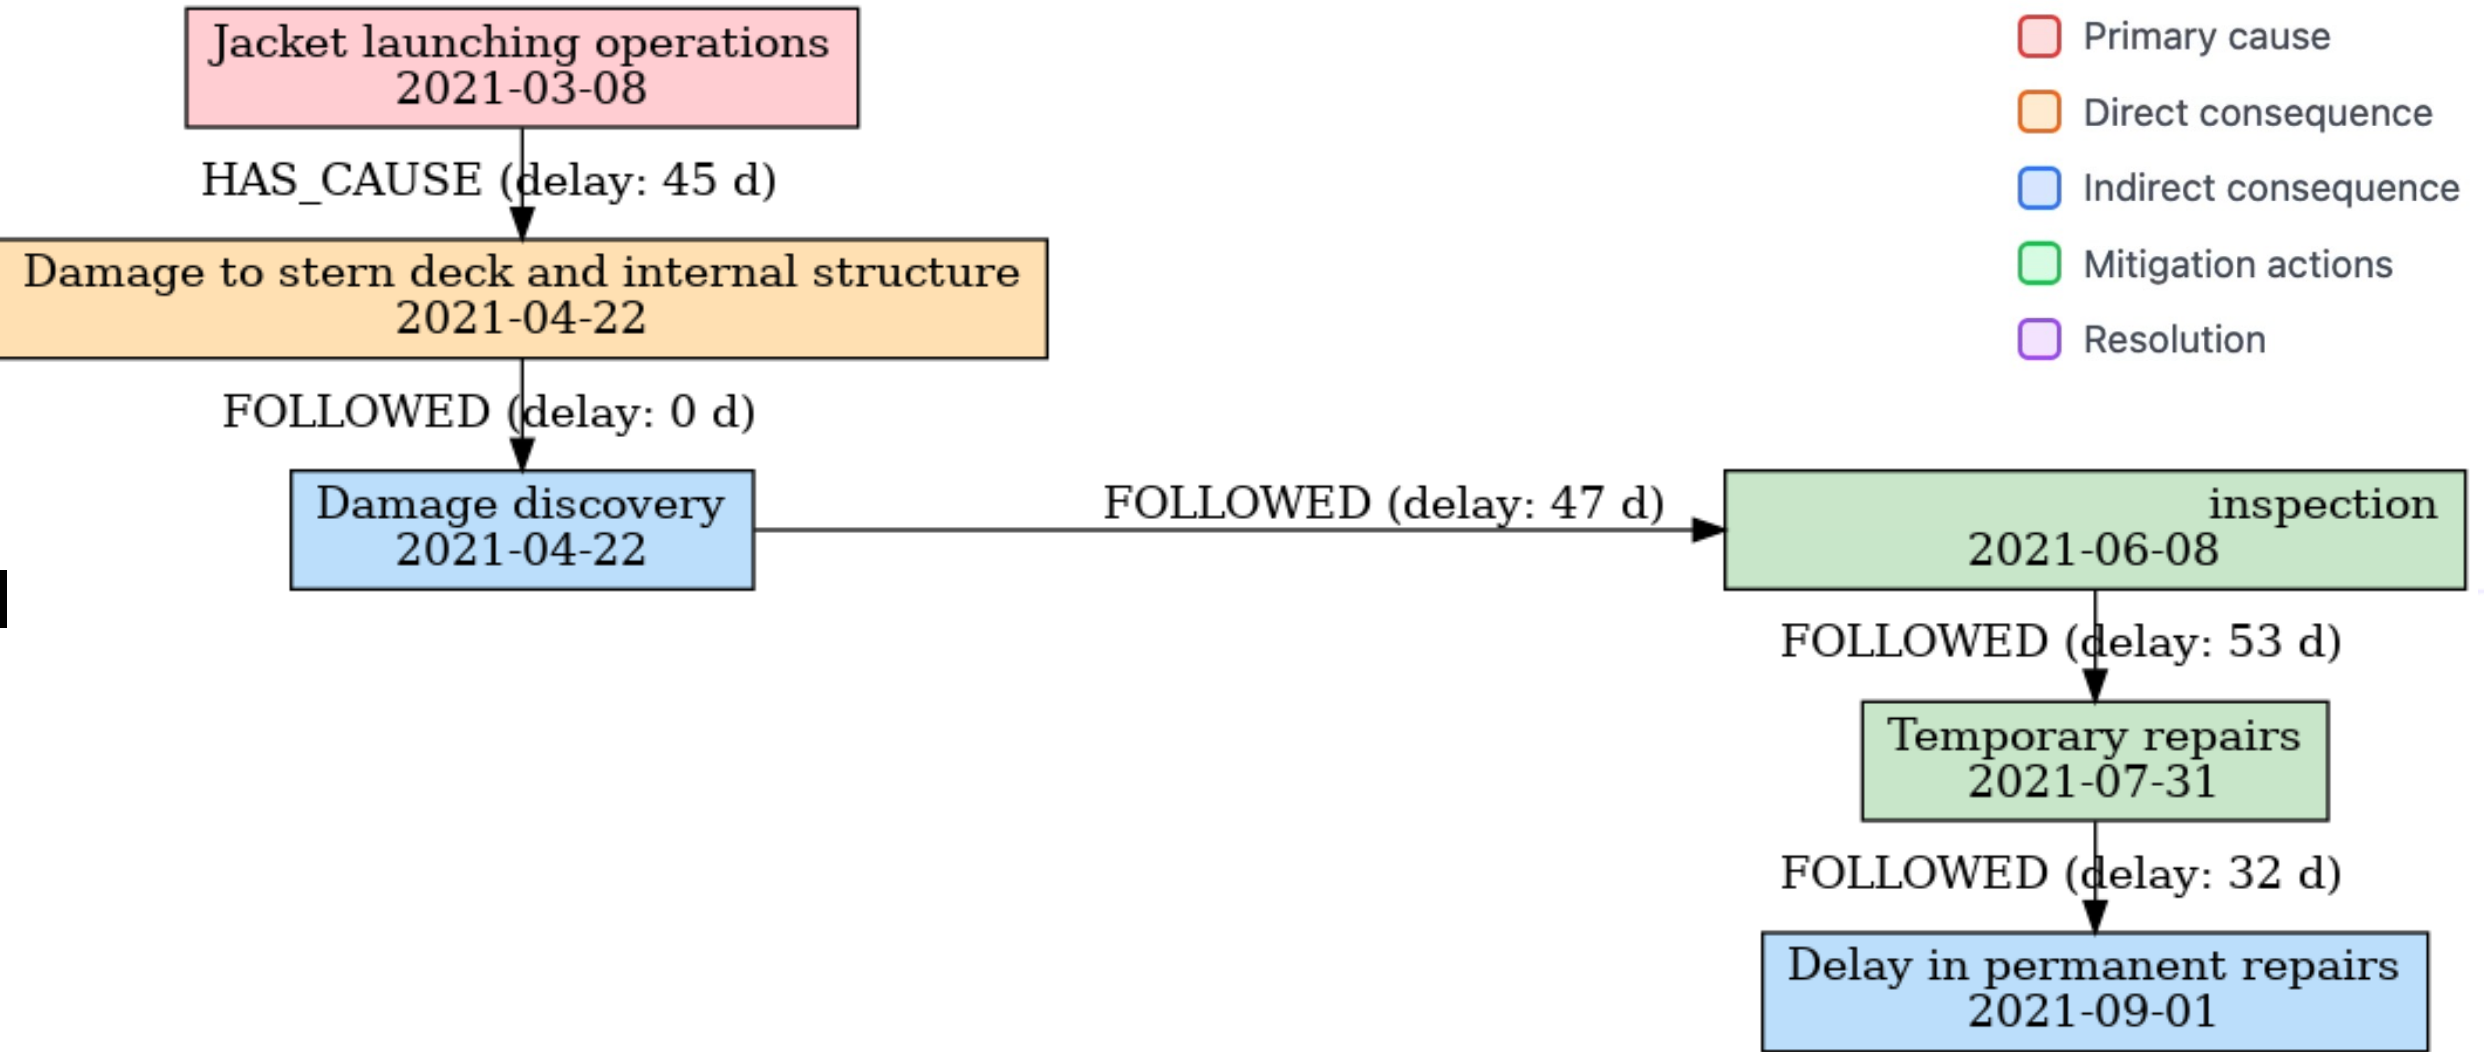 Jacket launching operations
2021-03-08
HAS_CAUSE (delay: 45 d)
Damage to stern deck and internal structure
2021-04-22
FOLLOWED (delay: 0 d)
Damage discovery
2021-04-22
FOLLOWED (delay: 47 d)
inspection
2021-06-08
FOLLOWED (delay: 53 d)
Temporary repairs
2021-07-31
FOLLOWED (delay: 32 d)
Delay in permanent repairs
2021-09-01
Primary cause
Direct consequence
Indirect consequence
Mitigation actions
Resolution